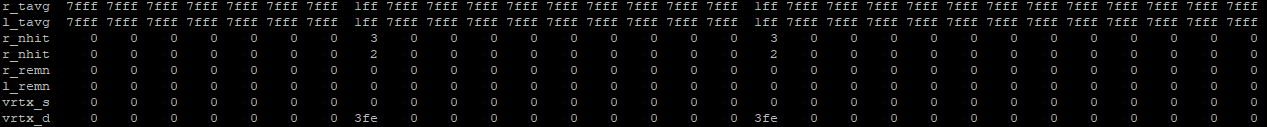 r_tavg 7fff 7fff 7fff 7fff 7fff 7fff 7fff 1ff 7fff 7fff 7fff 7fff 7fff 7fff 7fff 7fff 7fff 1ff 7fff 7fff 7fff 7fff 7fff 7fff 7fff 7fff 7fff 7fff 7fff 7fff
l_tavg 7fff 7fff 7fff 7fff 7fff 7fff 7fff 1ff 7fff 7fff 7fff 7fff 7fff 7fff 7fff 7fff 7fff 1ff 7fff 7fff 7fff 7fff 7fff 7fff 7fff 7fff 7fff 7fff 7fff 7fff
r_nhit 0 0 0 0 0 0 0 3 0 0 0 0 0 0 0 0 0 3 0 0 0 0 0 0 0 0 0 0 0 0
r_nhit 0 0 0 0 0 0 0 2 0 0 0 0 0 0 0 0 0 2 0 0 0 0 0 0 0 0 0 0 0 0
r_remn 0 0 0 0 0 0 0 0 0 0 0 0 0 0 0 0 0 0 0 0 0 0 0 0 0 0 0 0 0 0
l_remn 0 0 0 0 0 0 0 0 0 0 0 0 0 0 0 0 0 0 0 0 0 0 0 0 0 0 0 0 0 0
vrtx_s 0 0 0 0 0 0 0 0 0 0 0 0 0 0 0 0 0 0 0 0 0 0 0 0 0 0 0 0 0 0
vrtx_d 0 0 0 0 0 0 0 3fe 0 0 0 0 0 0 0 0 0 3fe 0 0 0 0 0 0 0 0 0 0 0 0